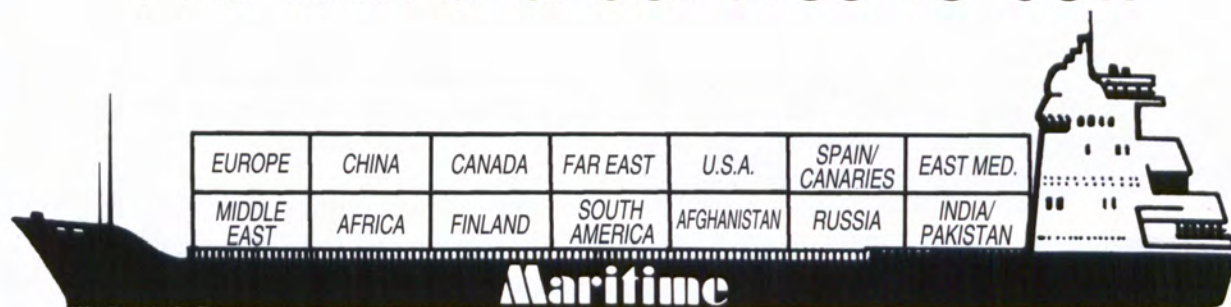 EUROPE
CHINA
CANADA
FAR EAST
U.S.A.
SPAIN/
CANARIES
EAST MED.
MIDDLE
EAST
AFRICA
FINLAND
SOUTH
AMERICA
AFGHANISTAN
RUSSIA
INDIA/
PAKISTAN
Maritime